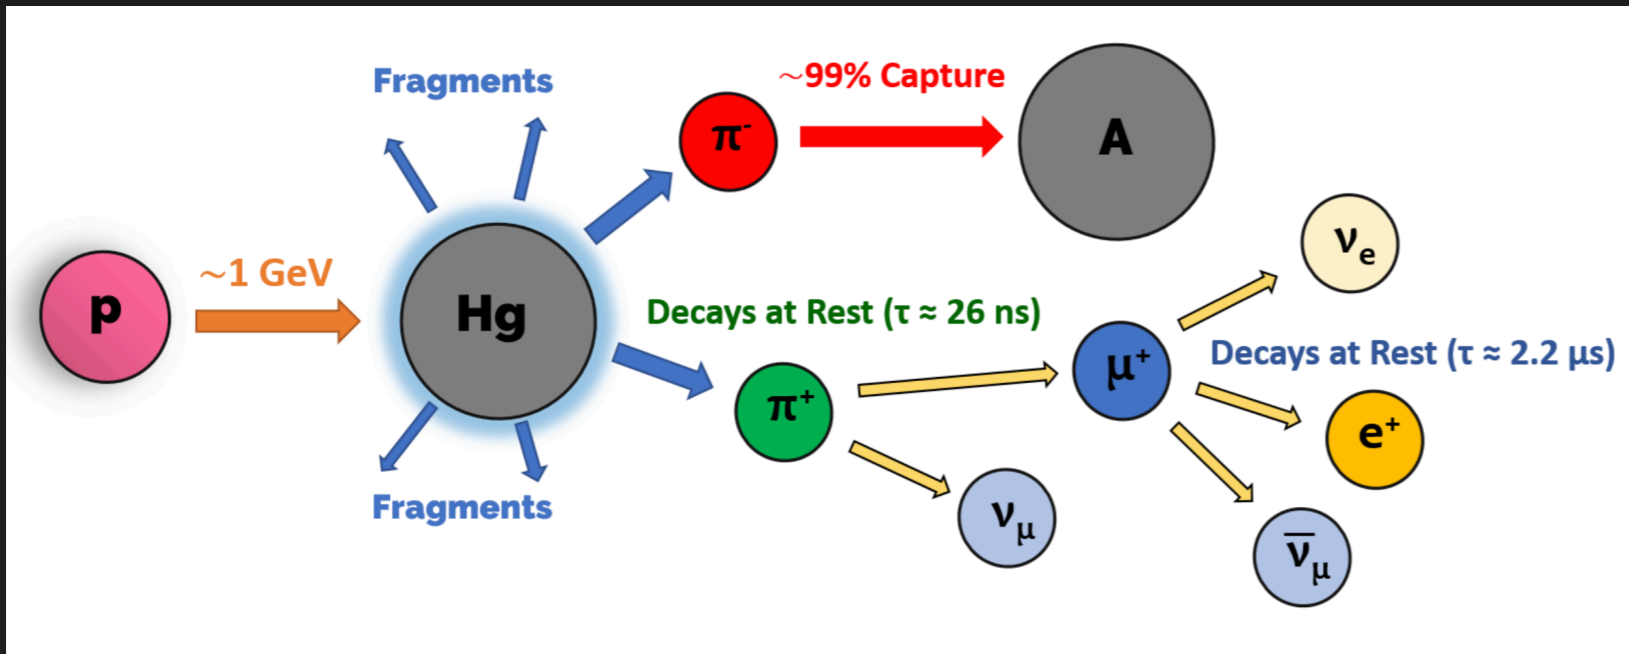 Fragments
~99% Capture
π⁻
A
νe
~1 GeV
p
Hg
Decays at Rest (τ ≈ 26 ns)
μ⁺
Decays at Rest (τ ≈ 2.2 μs)
π⁺
e⁺
Fragments
νμ
ν̅μ